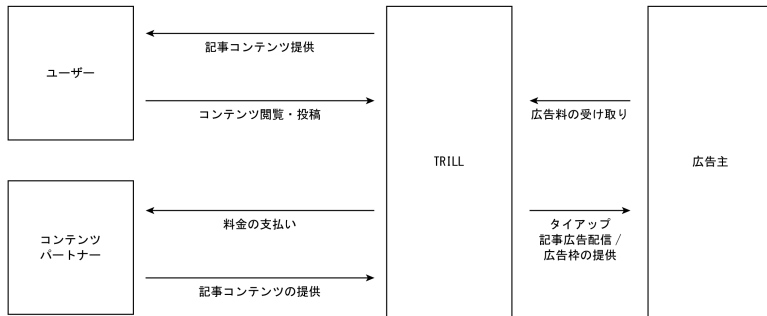 記事コンテンツ提供
ユーザー
コンテンツ閲覧・投稿
広告料の受け取り
TRILL
広告主
料金の支払い
タイアップ
記事広告配信 /
広告枠の提供
コンテンツ
パートナー
記事コンテンツの提供